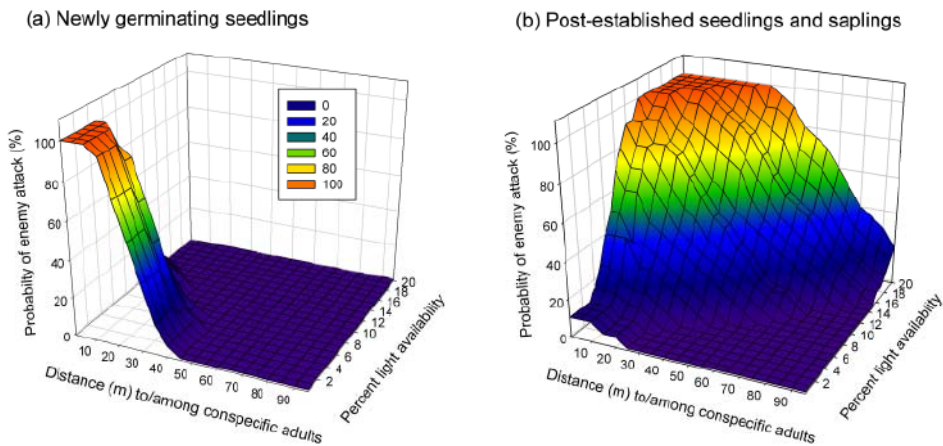 (a) Newly germinating seedlings
Probability of enemy attack (%)
100
80
60
40
20
0
0
20
40
60
80
100
10 20 30 40 50 60 70 80 90
Distance (m) to/among conspecific adults
2 4 6 8 10 12 14 16 18 20
Percent light availability
(b) Post-established seedlings and saplings
Probablity of enemy attack (%)
100
80
60
40
20
0
10 20 30 40 50 60 70 80 90
Distance (m) to/among conspecific adults
2 4 6 8 10 12 14 16 18 20
Percent light availability